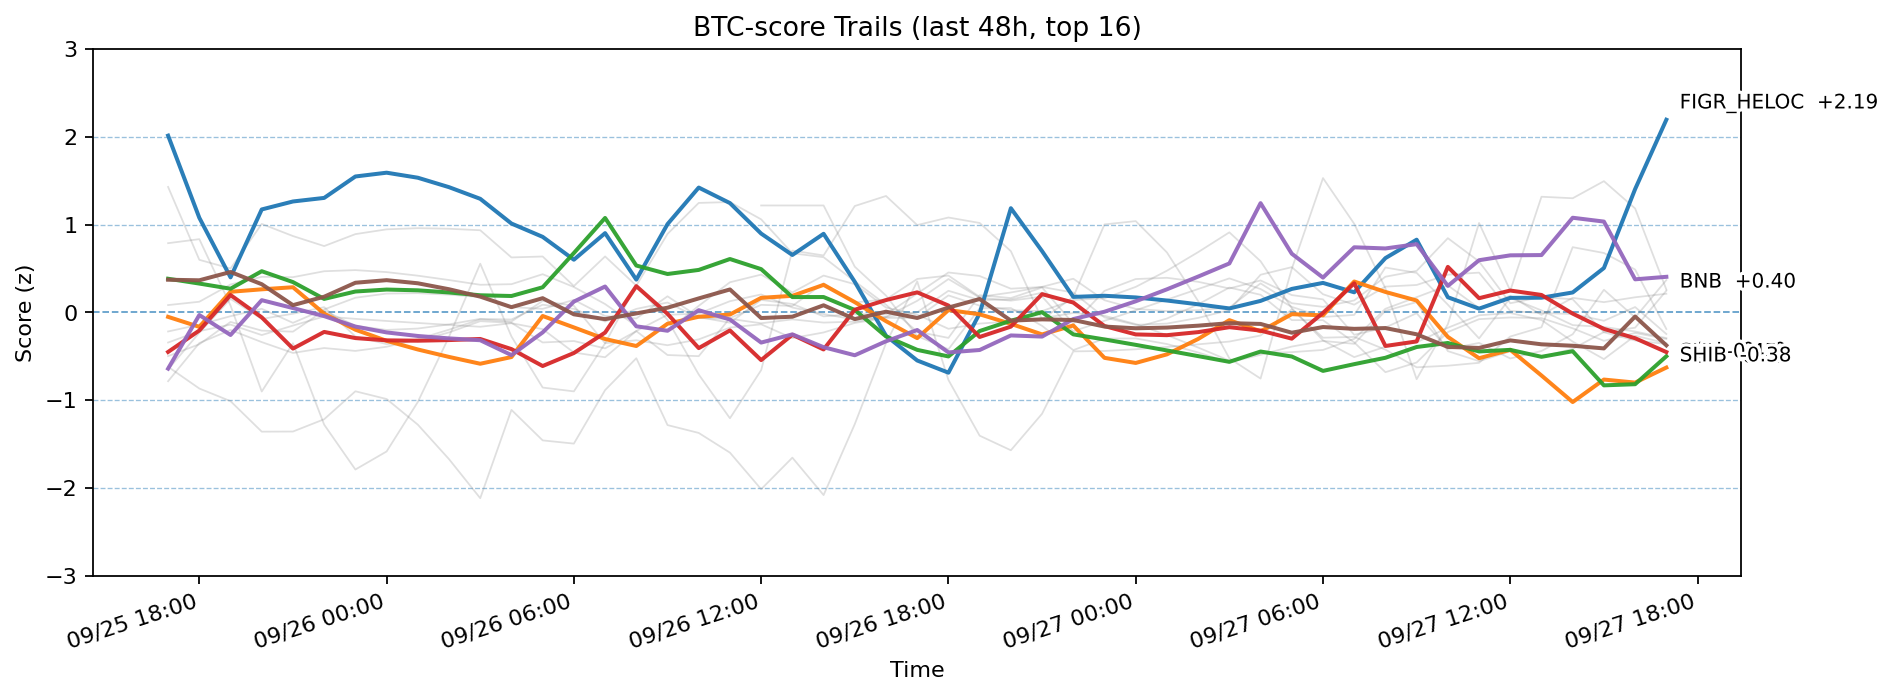 BTC-score Trails (last 48h, top 16)
Score (z)
3
2
1
0
−1
−2
−3
FIGR_HELOC +2.19
BNB +0.40
SHIB -0.38
09/25 18:00
09/26 00:00
09/26 06:00
09/26 12:00
09/26 18:00
09/27 00:00
09/27 06:00
09/27 12:00
09/27 18:00
Time